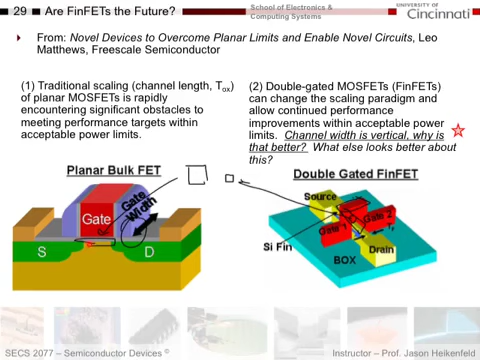 29 Are FinFETs the Future?
School of Electronics &
Computing Systems
UNIVERSITY OF
Cincinnati
From: Novel Devices to Overcome Planar Limits and Enable Novel Circuits, Leo
Matthews, Freescale Semiconductor
(1) Traditional scaling (channel length, Tox)
of planar MOSFETs is rapidly
encountering significant obstacles to
meeting performance targets within
acceptable power limits.
(2) Double-gated MOSFETs (FinFETs)
can change the scaling paradigm and
allow continued performance
improvements within acceptable power
limits. Channel width is vertical, why is
that better? What else looks better about
this?
Planar Bulk FET
Gate
Gate
Width
S
D
Double Gated FinFET
Source
Gate 2
Gate 1
Si Fin
Drain
BOX
SECS 2077 – Semiconductor Devices ©
Instructor – Prof. Jason Heikenfeld